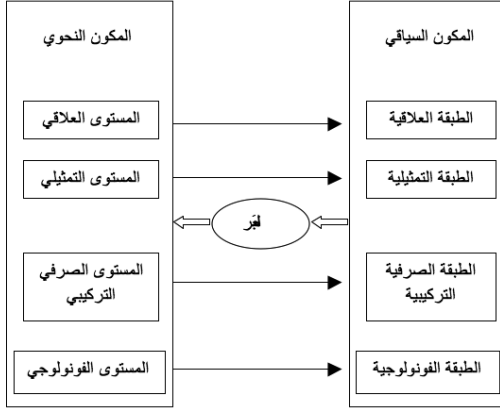 المكون السياقي
المكون النحوي
الطبقة العلاقية
المستوى العلاقي
الطبقة التمثيلية
المستوى التمثيلي
الطبقة الصرفية
التركيبية
المستوى الصرفي
التركيبي
الطبقة الفونولوجية
المستوى الفونولوجي